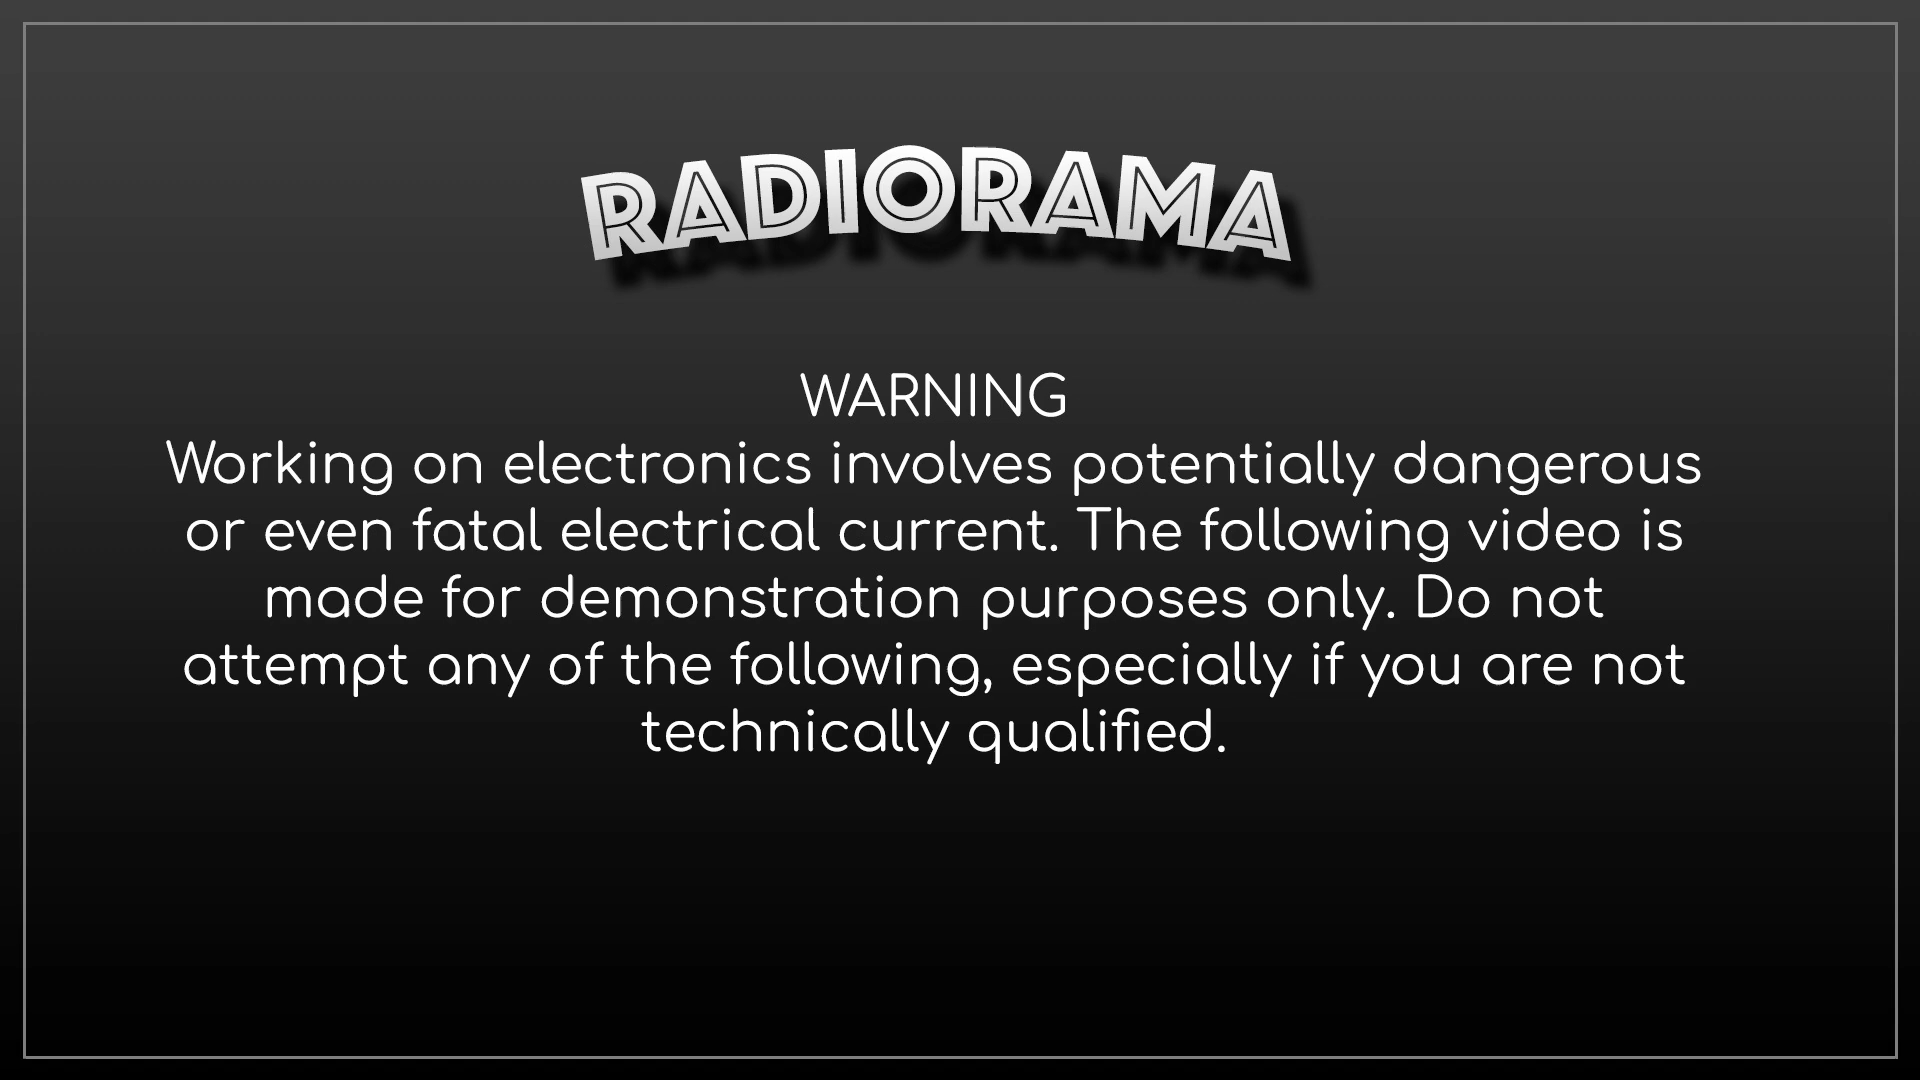 RADIORAMA
WARNING
Working on electronics involves potentially dangerous
or even fatal electrical current. The following video is
made for demonstration purposes only. Do not
attempt any of the following, especially if you are not
technically qualified.